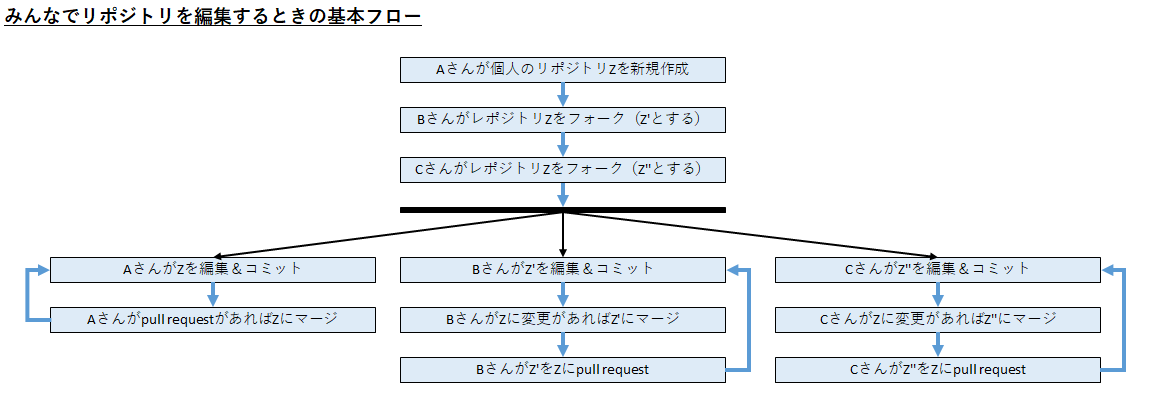 みんなでリポジトリを編集するときの基本フロー
Aさんが個人のリポジトリZを新規作成
BさんがレポジトリZをフォーク（Z'とする）
CさんがレポジトリZをフォーク（Z"とする）
AさんがZを編集＆コミット
BさんがZ'を編集＆コミット
CさんがZ"を編集＆コミット
Aさんがpull requestがあればZにマージ
BさんがZに変更があればZ'にマージ
CさんがZに変更があればZ"にマージ
BさんがZ'をZにpull request
CさんがZ"をZにpull request